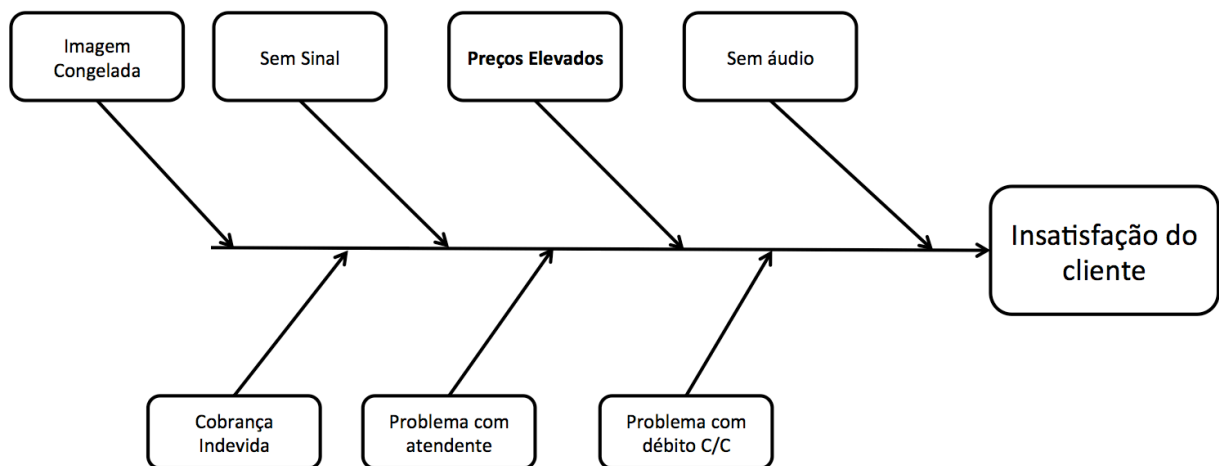 Imagem
Congelada
Sem Sinal
Preços Elevados
Sem áudio
Insatisfação do
cliente
Cobrança
Indevida
Problema com
atendente
Problema com
débito C/C